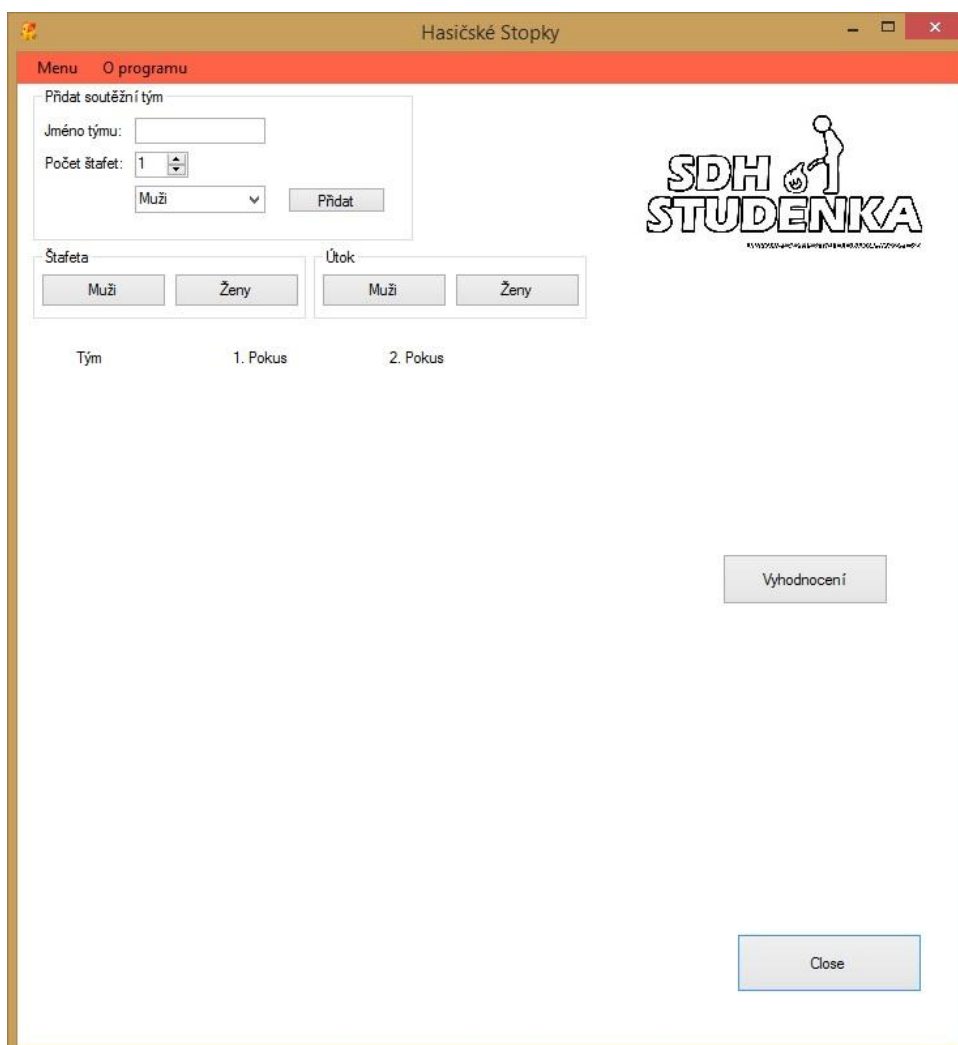 Hasičské Stopky
Menu O programu
Přidat soutěžní tým
Jméno týmu:
Počet štafet: 1
Muži Přidat
SDH
STUDÉNKA
Štafeta Útok
Muži Ženy Muži Ženy
Tým 1. Pokus 2. Pokus
Vyhodnocení
Close